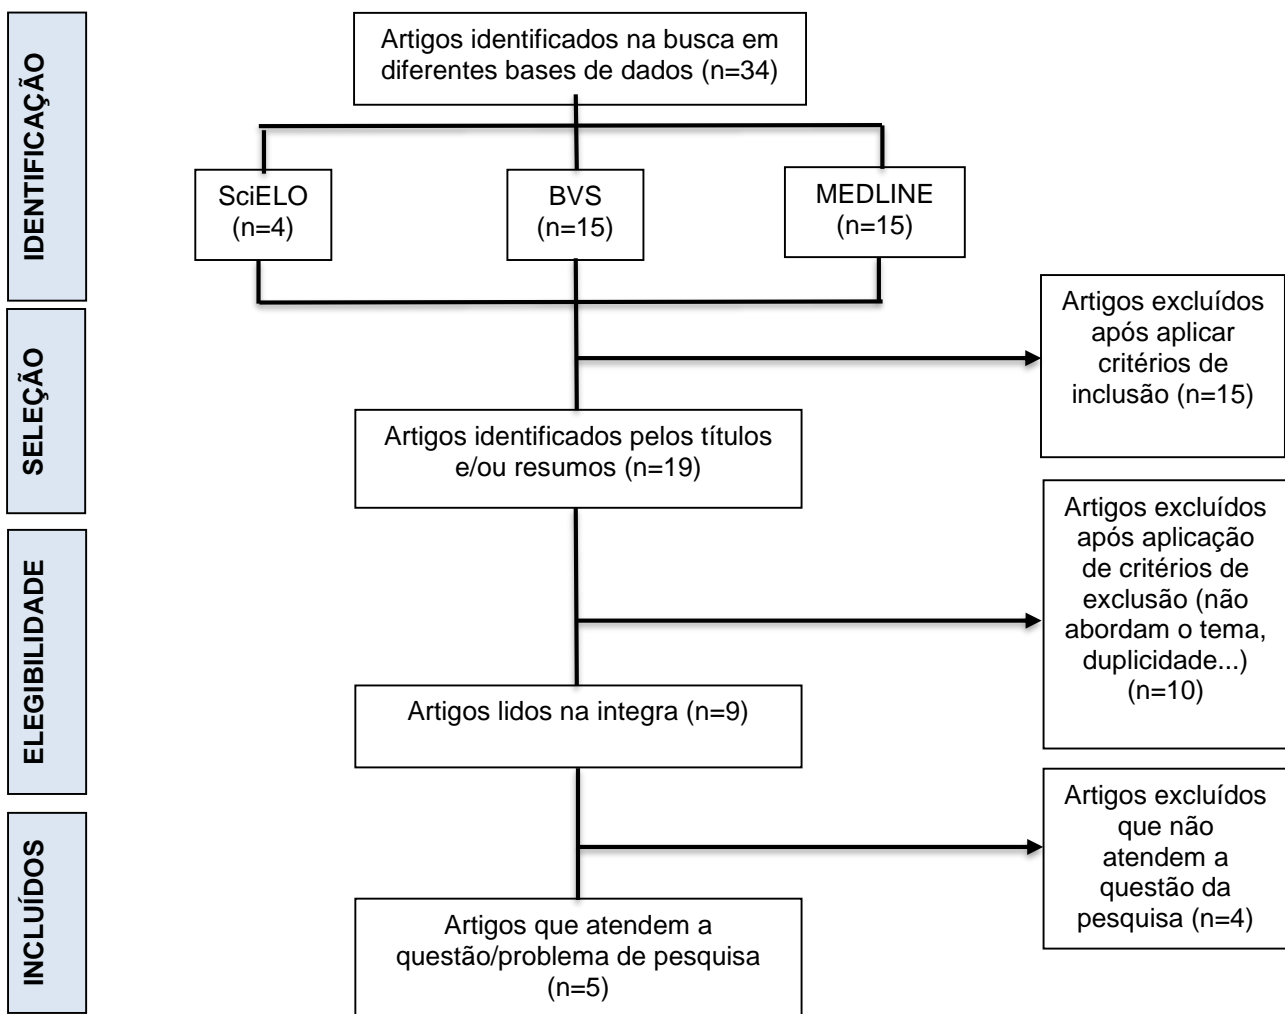 IDENTIFICAÇÃO
Artigos identificados na busca em
diferentes bases de dados (n=34)
SciELO
(n=4)
BVS
(n=15)
MEDLINE
(n=15)
SELEÇÃO
Artigos excluídos
após aplicar
critérios de
inclusão (n=15)
Artigos identificados pelos títulos
e/ou resumos (n=19)
ELEGIBILIDADE
Artigos excluídos
após aplicação
de critérios de
exclusão (não
abordam o tema,
duplicidade...)
(n=10)
Artigos lidos na integra (n=9)
INCLUÍDOS
Artigos excluídos
que não
atendem a
questão da
pesquisa (n=4)
Artigos que atendem a
questão/problema de pesquisa
(n=5)